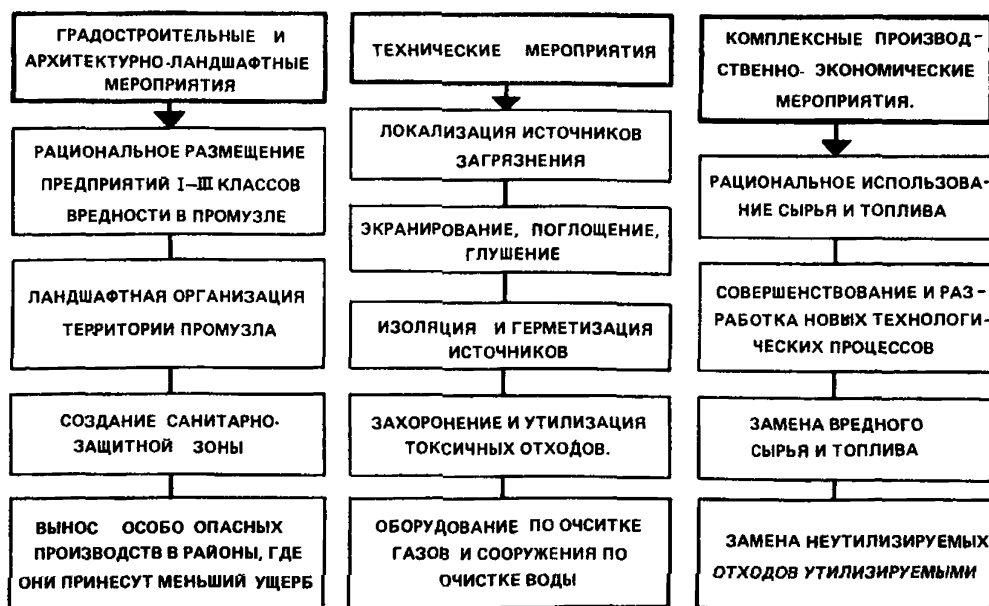 ГРАДОСТРОИТЕЛЬНЫЕ И
АРХИТЕКТУРНО-ЛАНДШАФТНЫЕ
МЕРОПРИЯТИЯ
РАЦИОНАЛЬНОЕ РАЗМЕЩЕНИЕ
ПРЕДПРИЯТИЙ I–III КЛАССОВ
ВРЕДНОСТИ В ПРОМУЗЛЕ
ЛАНДШАФТНАЯ ОРГАНИЗАЦИЯ
ТЕРРИТОРИИ ПРОМУЗЛА
СОЗДАНИЕ САНИТАРНО-
ЗАЩИТНОЙ ЗОНЫ
ВЫНОС ОСОБО ОПАСНЫХ
ПРОИЗВОДСТВ В РАЙОНЫ, ГДЕ
ОНИ ПРИНЕСУТ МЕНЬШИЙ УЩЕРБ
ТЕХНИЧЕСКИЕ МЕРОПРИЯТИЯ
ЛОКАЛИЗАЦИЯ ИСТОЧНИКОВ
ЗАГРЯЗНЕНИЯ
ЭКРАНИРОВАНИЕ, ПОГЛОЩЕНИЕ,
ГЛУШЕНИЕ
ИЗОЛЯЦИЯ И ГЕРМЕТИЗАЦИЯ
ИСТОЧНИКОВ
ЗАХОРОНЕНИЕ И УТИЛИЗАЦИЯ
ТОКСИЧНЫХ ОТХОДОВ.
ОБОРУДОВАНИЕ ПО ОЧСИТКЕ
ГАЗОВ И СООРУЖЕНИЯ ПО
ОЧИСТКЕ ВОДЫ
КОМПЛЕКСНЫЕ ПРОИЗВОД-
СТВЕННО- ЭКОНОМИЧЕСКИЕ
МЕРОПРИЯТИЯ.
РАЦИОНАЛЬНОЕ ИСПОЛЬЗОВА-
НИЕ СЫРЬЯ И ТОПЛИВА
СОВЕРШЕНСТВОВАНИЕ И РАЗ-
РАБОТКА НОВЫХ ТЕХНОЛОГИ-
ЧЕСКИХ ПРОЦЕССОВ
ЗАМЕНА ВРЕДНОГО
СЫРЬЯ И ТОПЛИВА
ЗАМЕНА НЕУТИЛИЗИРУЕМЫХ
ОТХОДОВ УТИЛИЗИРУЕМЫМИ